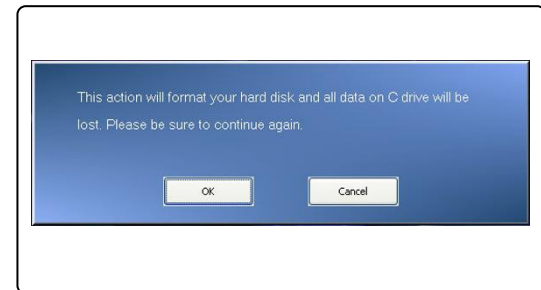 This action will format your hard disk and all data on C drive will be
lost. Please be sure to continue again.
OK
Cancel